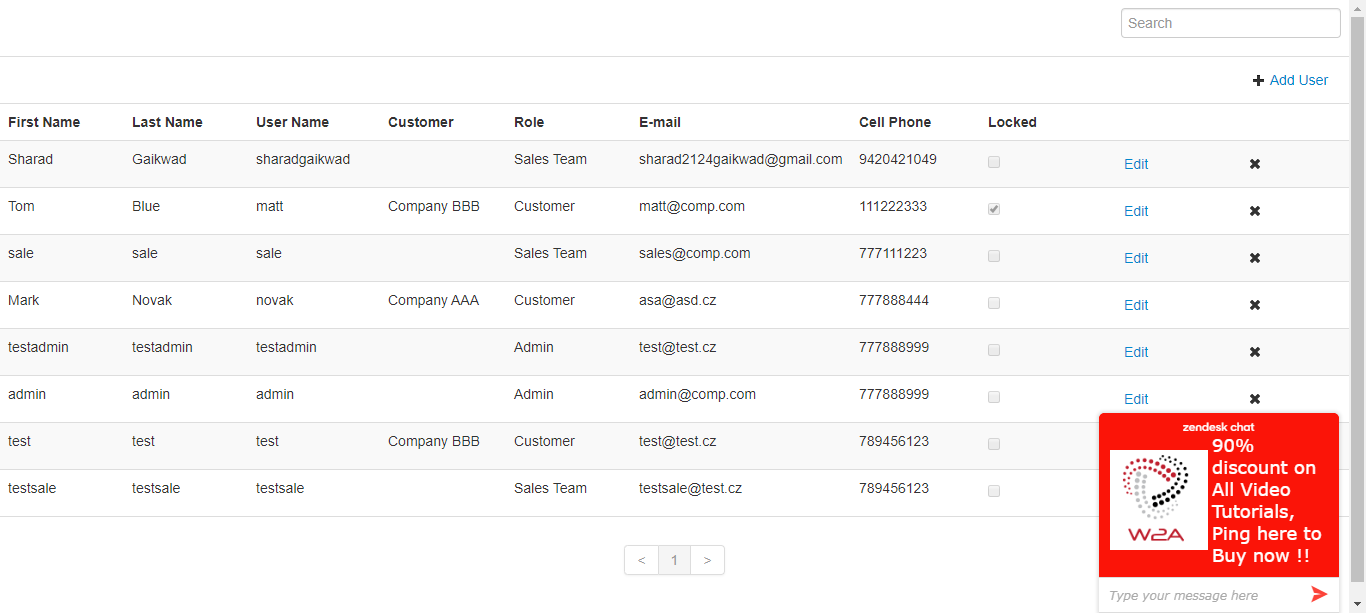 Search
Add User
First Name Last Name User Name Customer Role E-mail Cell Phone Locked
Sharad Gaikwad sharadgaikwad Sales Team sharad2124gaikwad@gmail.com 9420421049 Edit
Tom Blue matt Company BBB Customer matt@comp.com 111222333 Edit
sale sale sale Sales Team sales@comp.com 777111223 Edit
Mark Novak novak Company AAA Customer asa@asd.cz 777888444 Edit
testadmin testadmin testadmin Admin test@test.cz 777888999 Edit
admin admin admin Admin admin@comp.com 777888999 Edit
test test test Company BBB Customer test@test.cz 789456123
testsale testsale testsale Sales Team testsale@test.cz 789456123
< 1 >
zendesk chat
90%
discount on
All Video
Tutorials,
Ping here to
Buy now !!
W2A
Type your message here